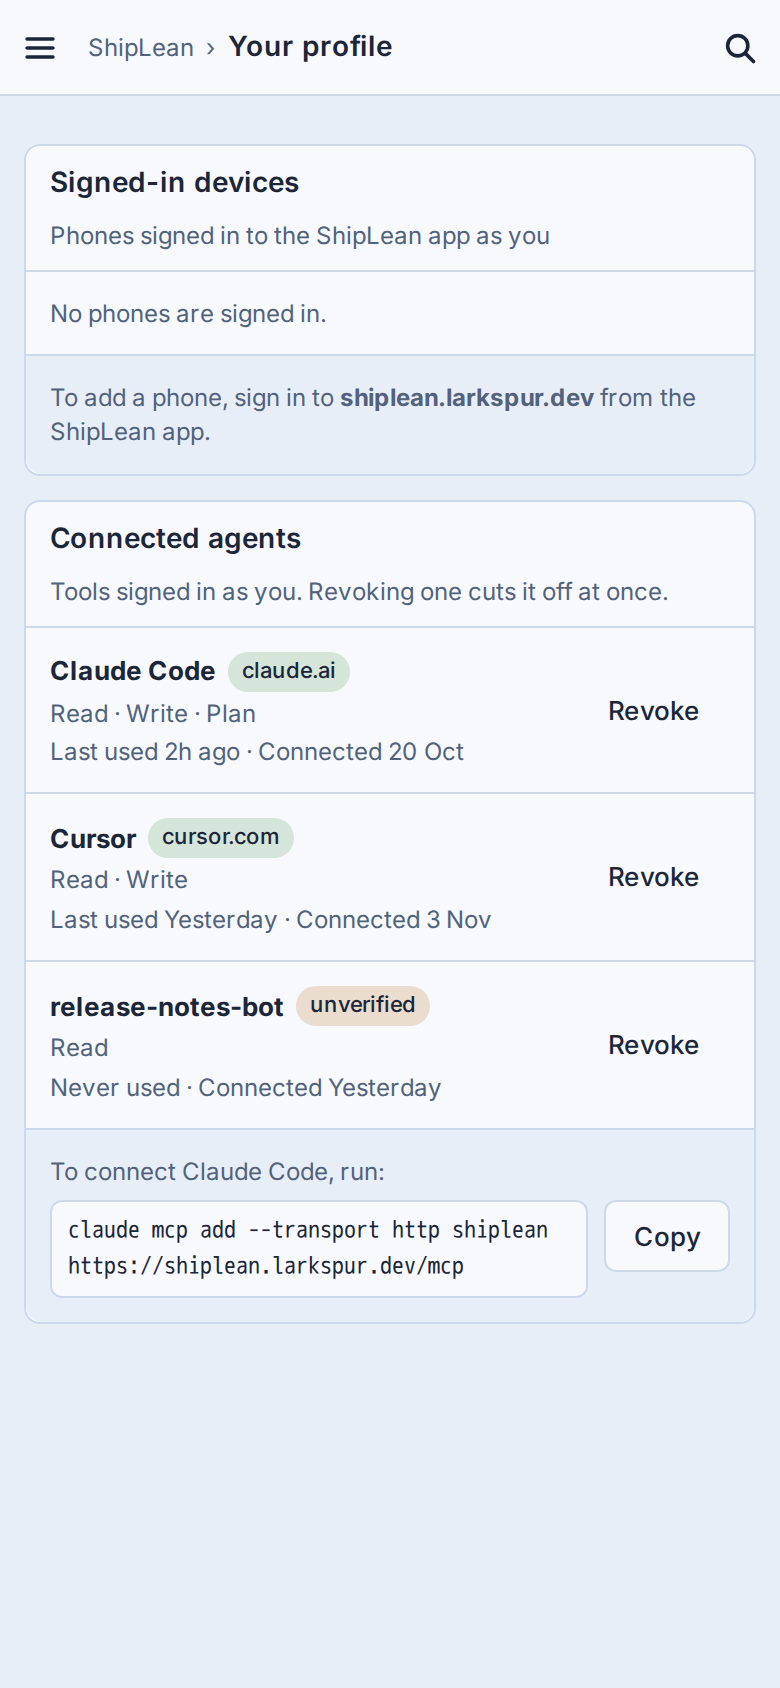 ShipLean › Your profile
Signed-in devices
Phones signed in to the ShipLean app as you
No phones are signed in.
To add a phone, sign in to shiplean.larkspur.dev from the
ShipLean app.
Connected agents
Tools signed in as you. Revoking one cuts it off at once.
Claude Code claude.ai
Read · Write · Plan
Last used 2h ago · Connected 20 Oct
Revoke
Cursor cursor.com
Read · Write
Last used Yesterday · Connected 3 Nov
Revoke
release-notes-bot unverified
Read
Never used · Connected Yesterday
Revoke
To connect Claude Code, run:
claude mcp add --transport http shiplean
https://shiplean.larkspur.dev/mcp
Copy